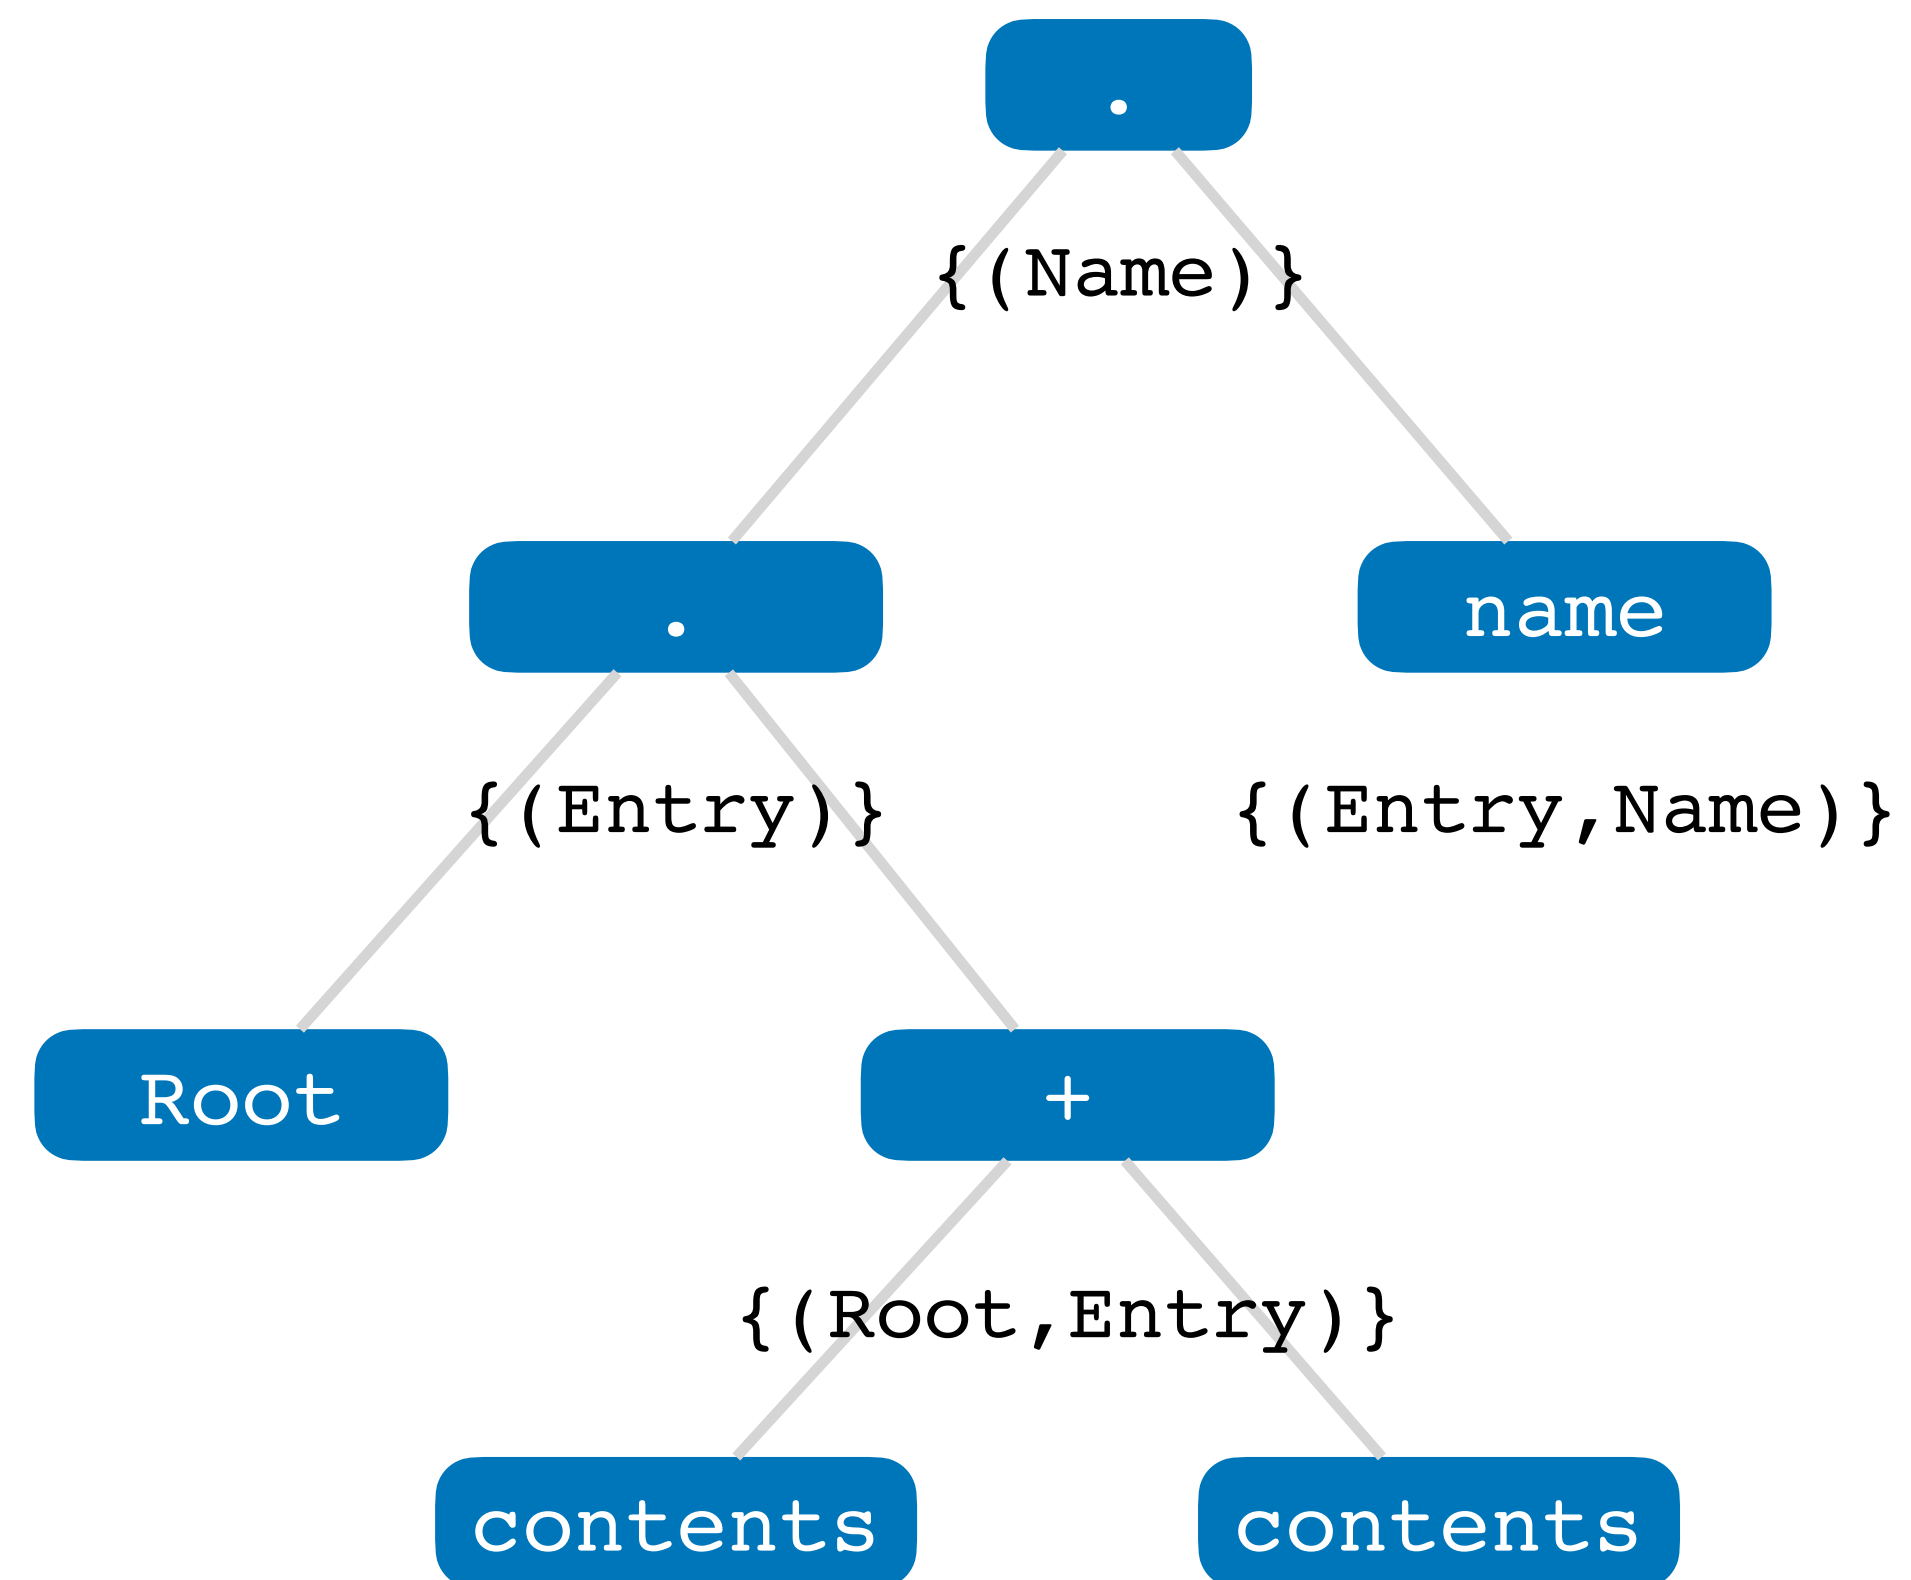 .
{(Name)}
. name
{(Entry)} {(Entry,Name)}
Root +
{(Root,Entry)}
contents contents